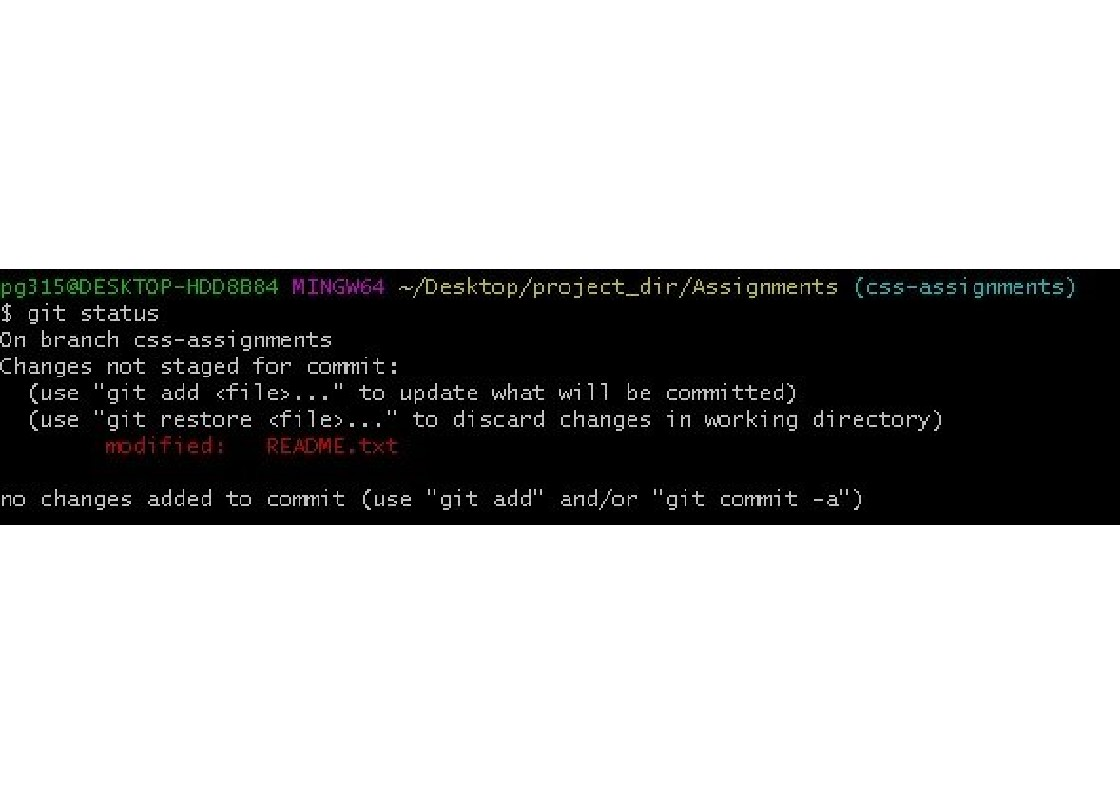 pg315@DESKTOP-HDD8B84 MINGW64 ~/Desktop/project_dir/Assignments (css-assignments)
$ git status
On branch css-assignments
Changes not staged for commit:
  (use "git add <file>..." to update what will be committed)
  (use "git restore <file>..." to discard changes in working directory)
        modified:   README.txt
no changes added to commit (use "git add" and/or "git commit -a")